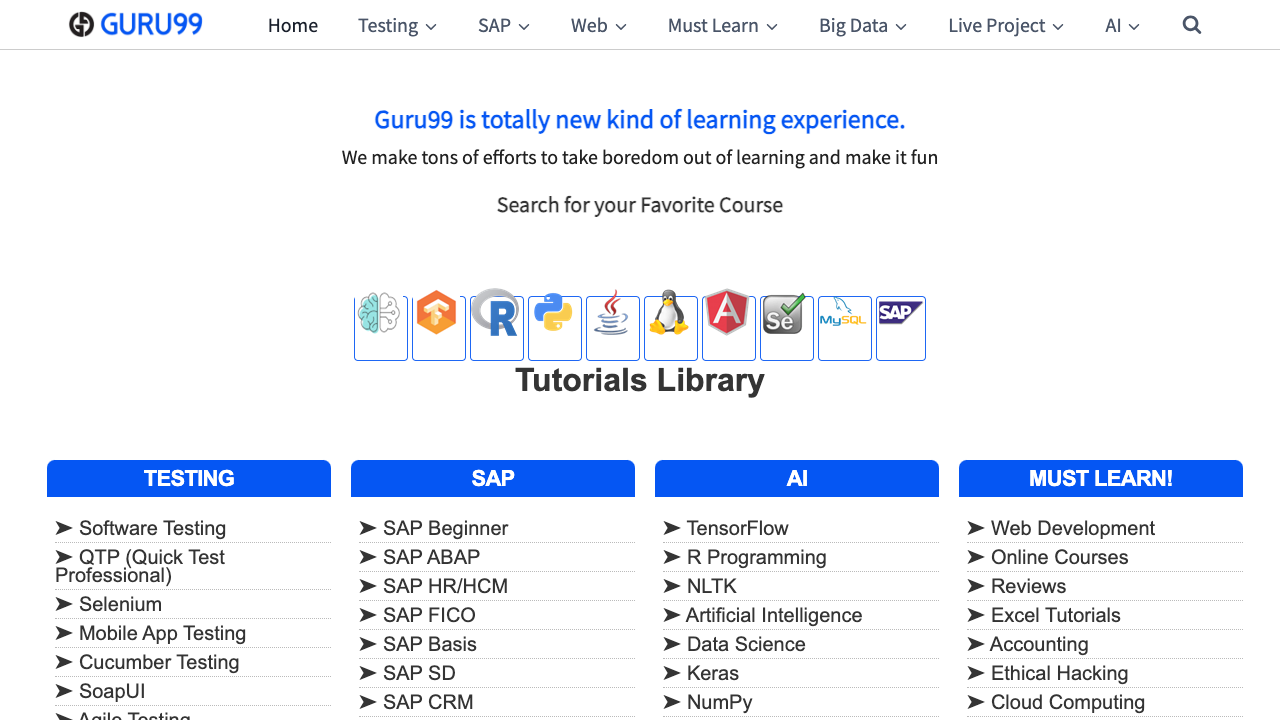 GURU99 Home Testing SAP Web Must Learn Big Data Live Project AI
Guru99 is totally new kind of learning experience.
We make tons of efforts to take boredom out of learning and make it fun
Search for your Favorite Course
R Se MySQL SAP
Tutorials Library
TESTING
➤ Software Testing
➤ QTP (Quick Test
Professional)
➤ Selenium
➤ Mobile App Testing
➤ Cucumber Testing
➤ SoapUI
➤ Agile Testing
SAP
➤ SAP Beginner
➤ SAP ABAP
➤ SAP HR/HCM
➤ SAP FICO
➤ SAP Basis
➤ SAP SD
➤ SAP CRM
AI
➤ TensorFlow
➤ R Programming
➤ NLTK
➤ Artificial Intelligence
➤ Data Science
➤ Keras
➤ NumPy
MUST LEARN!
➤ Web Development
➤ Online Courses
➤ Reviews
➤ Excel Tutorials
➤ Accounting
➤ Ethical Hacking
➤ Cloud Computing